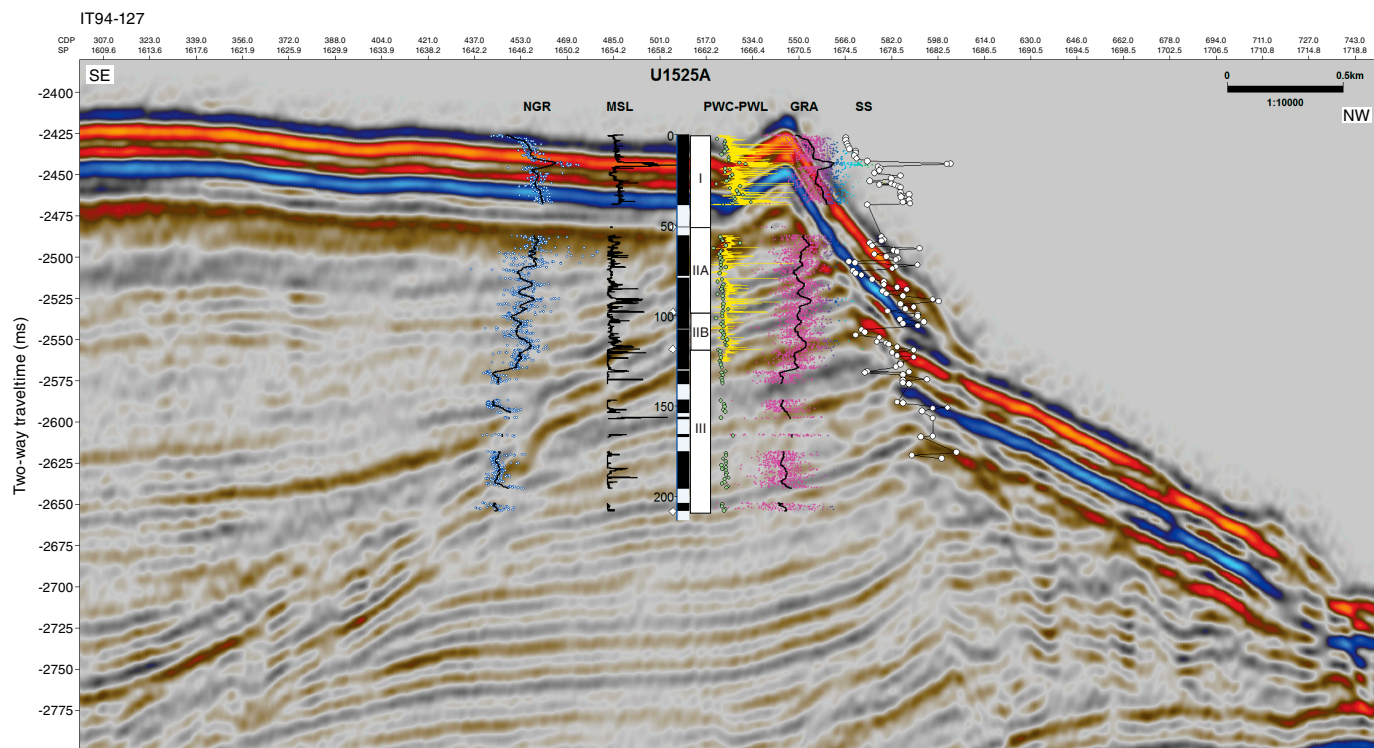 IT94-127
CDP 307.0 323.0 339.0 356.0 372.0 388.0 404.0 421.0 437.0 453.0 469.0 485.0 501.0 517.0 534.0 550.0 566.0 582.0 598.0 614.0 630.0 646.0 662.0 678.0 694.0 711.0 727.0 743.0
SP 1609.6 1613.6 1617.6 1621.9 1625.9 1629.9 1633.9 1638.2 1642.2 1646.2 1650.2 1654.2 1658.2 1662.2 1666.4 1670.5 1674.5 1678.5 1682.5 1686.5 1690.5 1694.5 1698.5 1702.5 1706.5 1710.8 1714.8 1718.8
SE U1525A 0 0.5km
1:10000
NW
NGR MSL PWC-PWL GRA SS
Two-way traveltime (ms)
-2400
-2425
-2450
-2475
-2500
-2525
-2550
-2575
-2600
-2625
-2650
-2675
-2700
-2725
-2750
-2775
0
50
100
150
200
I
IIA
IIB
III